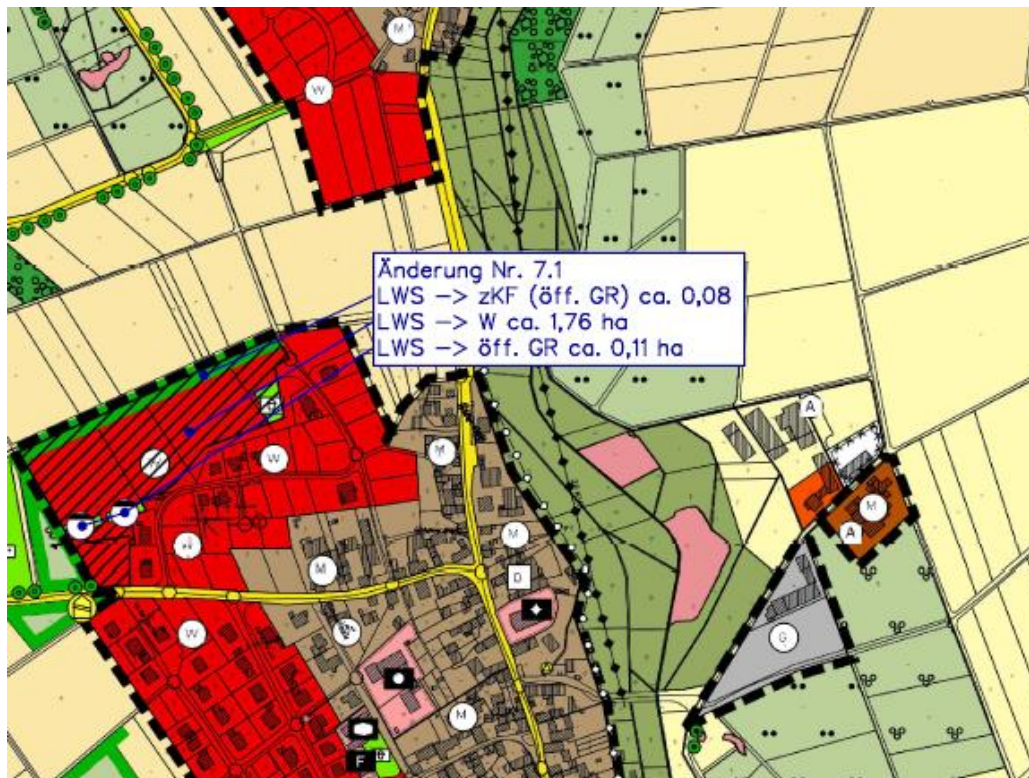 M
W
Änderung Nr. 7.1
LWS -> zKF (öff. GR) ca. 0,08
LWS -> W ca. 1,76 ha
LWS -> öff. GR ca. 0,11 ha
A
M
W
W
M
A
W
M
M
D
W
G
M
F